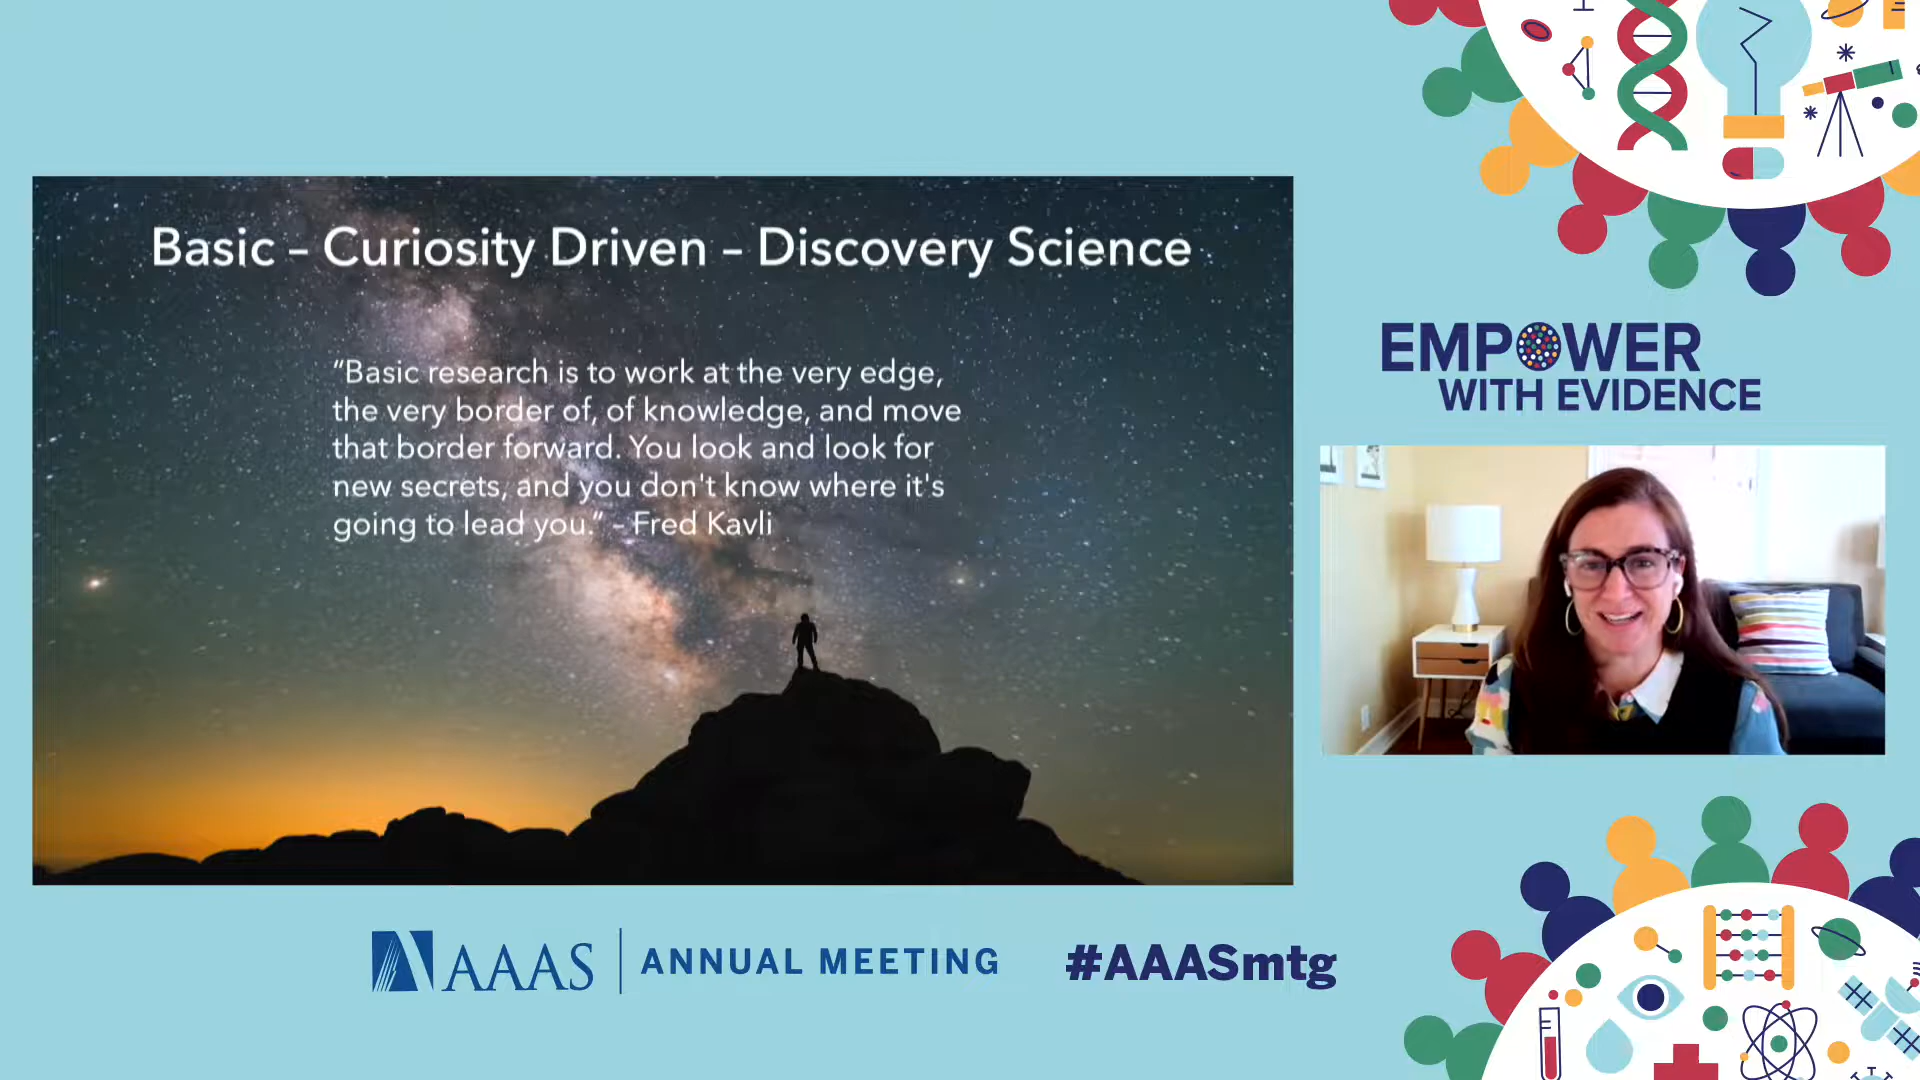 Basic – Curiosity Driven – Discovery Science
“Basic research is to work at the very edge,
the very border of, of knowledge, and move
that border forward. You look and look for
new secrets, and you don't know where it's
going to lead you.” – Fred Kavli
EMPOWER
WITH EVIDENCE
AAAS
ANNUAL MEETING
#AAASmtg